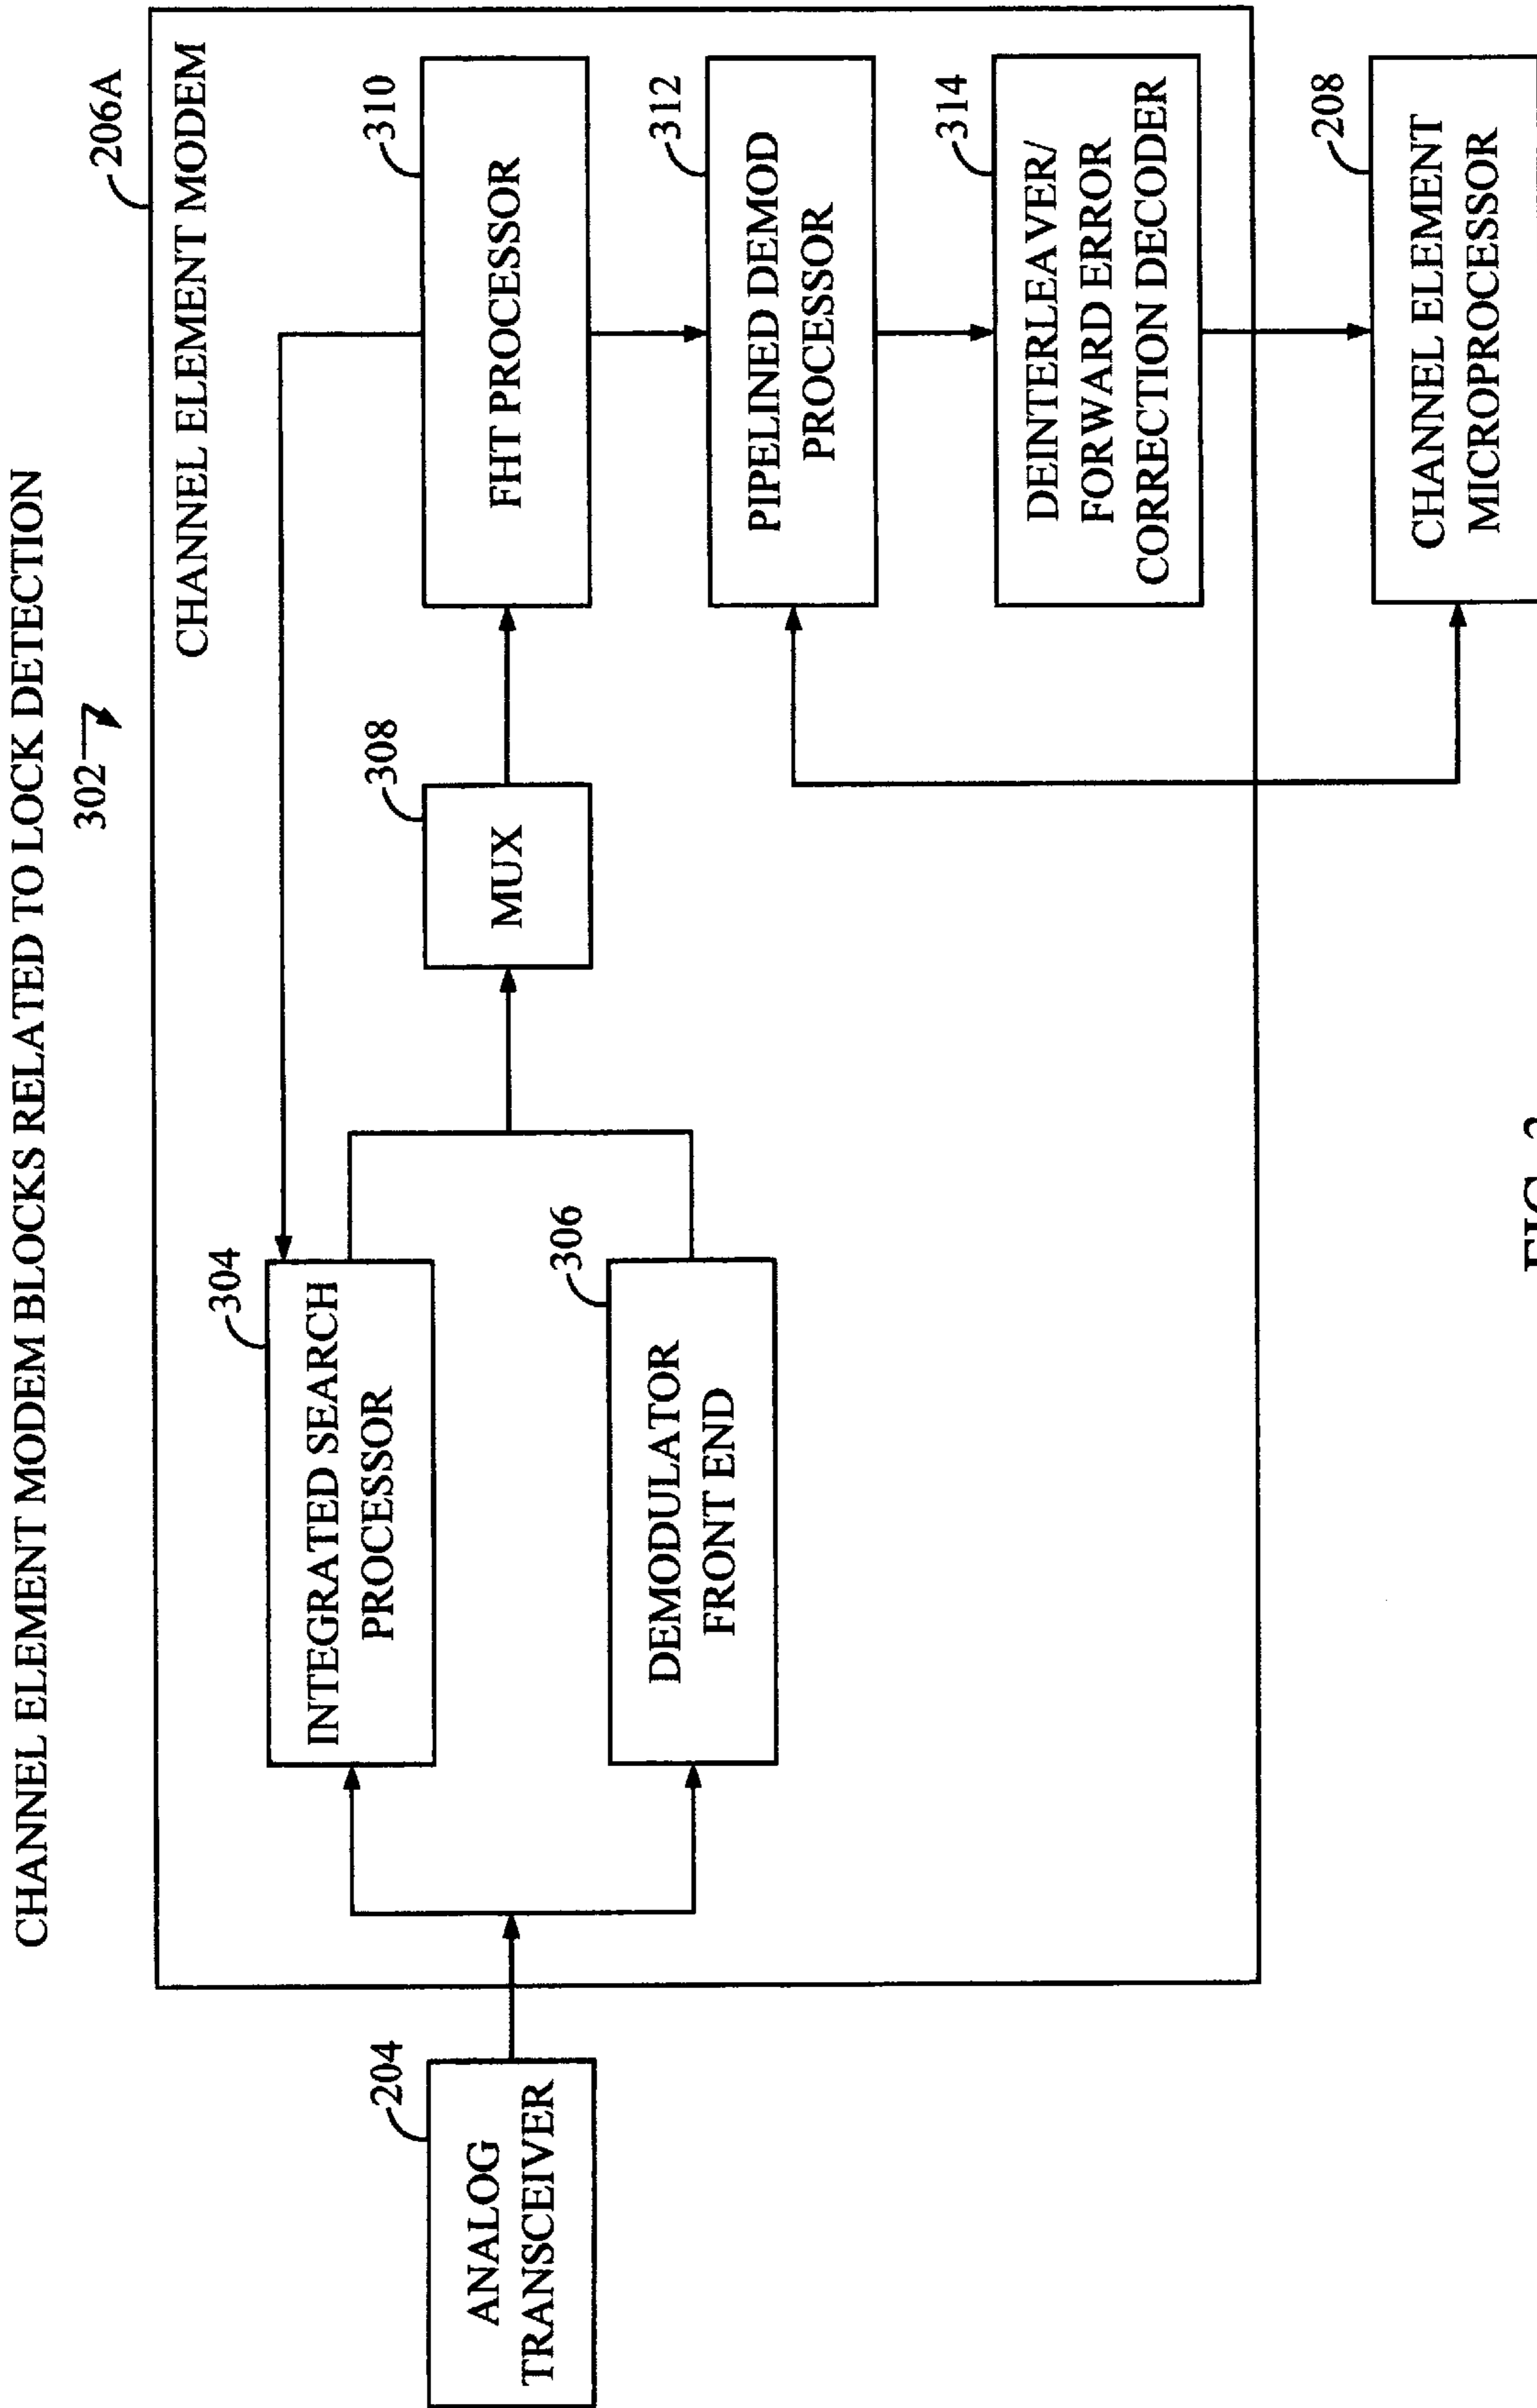 CHANNEL ELEMENT MODEM BLOCKS RELATED TO LOCK DETECTION
302
206A
CHANNEL ELEMENT MODEM
204
ANALOG
TRANSCEIVER
304
INTEGRATED SEARCH
PROCESSOR
306
DEMODULATOR
FRONT END
308
MUX
310
FHT PROCESSOR
312
PIPELINED DEMOD
PROCESSOR
314
DEINTERLEAVER/
FORWARD ERROR
CORRECTION DECODER
208
CHANNEL ELEMENT
MICROPROCESSOR
FIG.